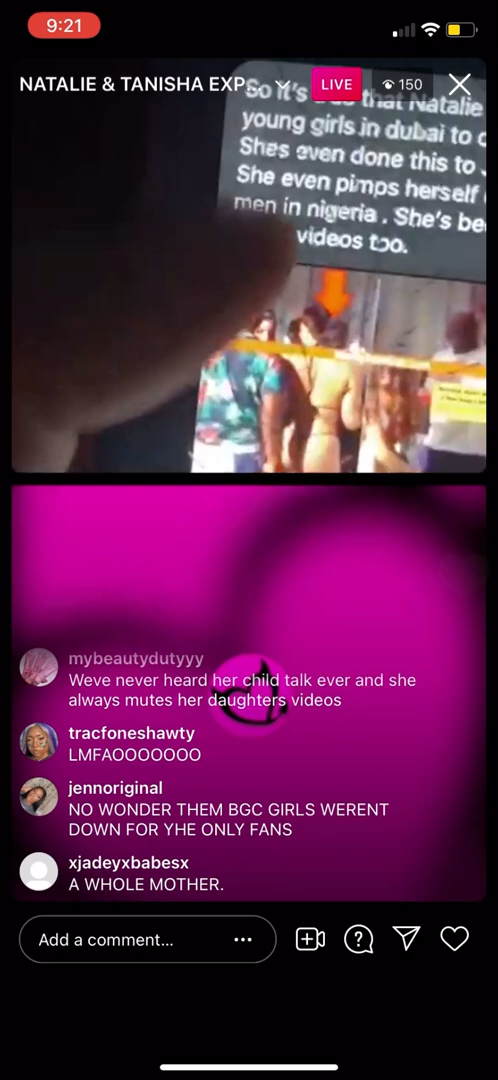 9:21
NATALIE & TANISHA EXP...
LIVE
150
So it's that Natalie
young girls in dubai to
Shes even done this to
She even pimps herself
men in nigeria . She's be
videos too.
mybeautydutyyy
Weve never heard her child talk ever and she
always mutes her daughters videos
tracfoneshawty
LMFAOOOOOOO
jennoriginal
NO WONDER THEM BGC GIRLS WERENT
DOWN FOR YHE ONLY FANS
xjadeyxbabesx
A WHOLE MOTHER.
Add a comment...